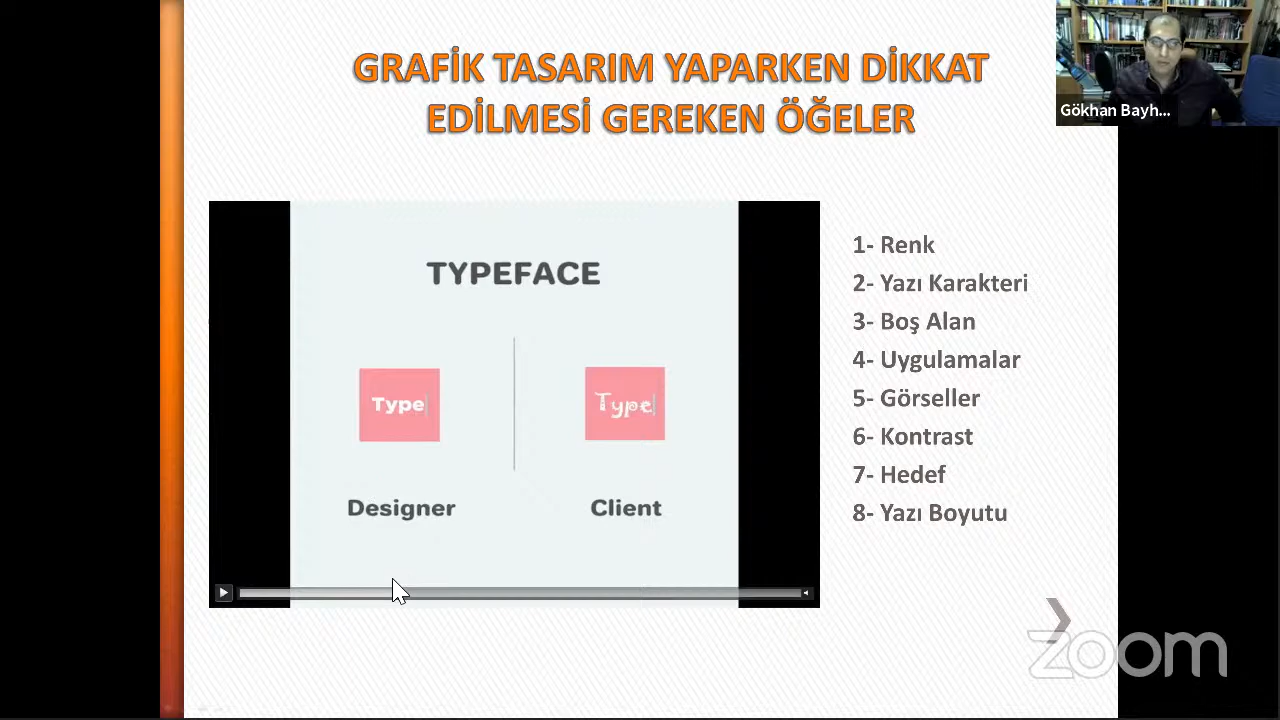 GRAFİK TASARIM YAPARKEN DİKKAT
EDİLMESİ GEREKEN ÖĞELER
Gökhan Bayh...
TYPEFACE
Type
Type
Designer
Client
1- Renk
2- Yazı Karakteri
3- Boş Alan
4- Uygulamalar
5- Görseller
6- Kontrast
7- Hedef
8- Yazı Boyutu
zoom